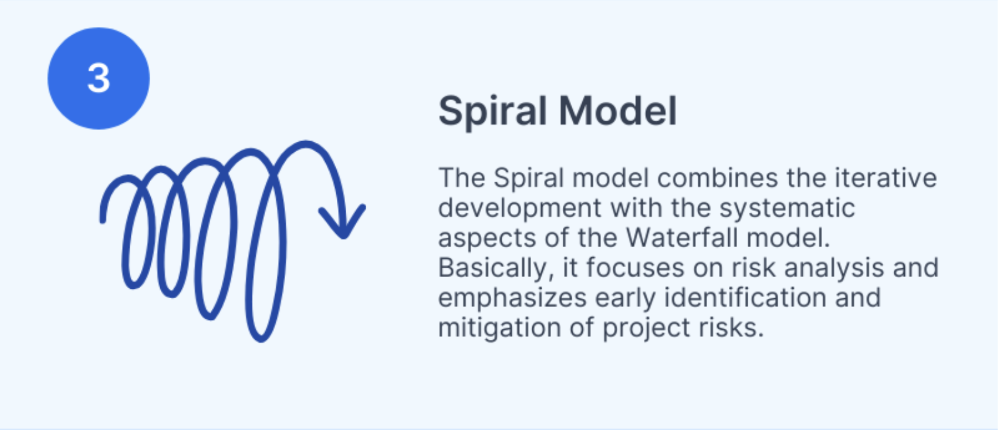 3
Spiral Model
The Spiral model combines the iterative
development with the systematic
aspects of the Waterfall model.
Basically, it focuses on risk analysis and
emphasizes early identification and
mitigation of project risks.